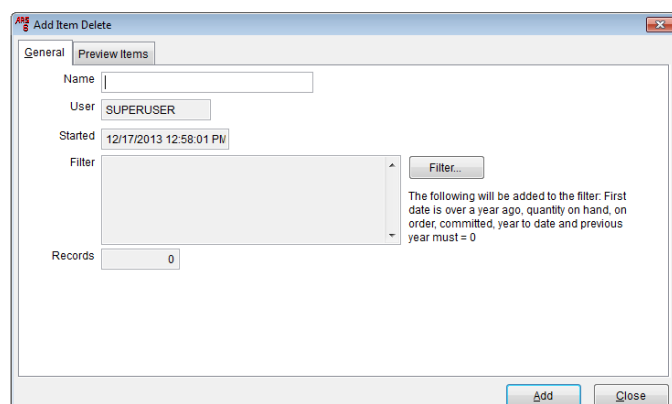 ARS
Add Item Delete
General Preview Items
Name
User SUPERUSER
Started 12/17/2013 12:58:01 PM
Filter Filter...
The following will be added to the filter: First
date is over a year ago, quantity on hand, on
order, committed, year to date and previous
year must = 0
Records 0
Add Close